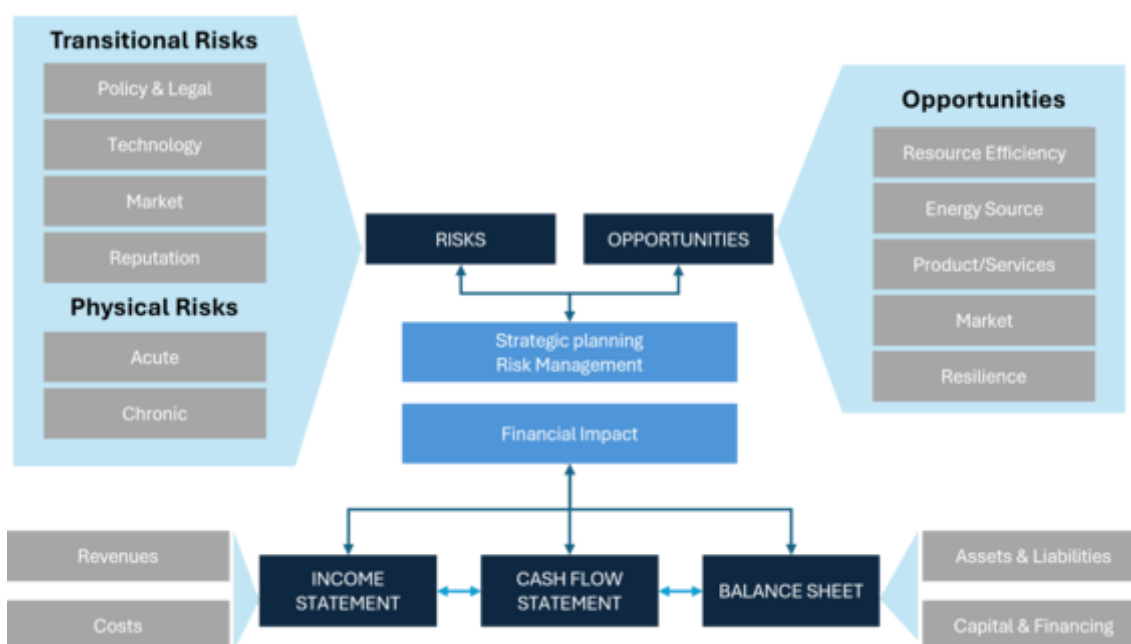 Transitional Risks
Policy & Legal
Technology
Market
Reputation
Physical Risks
Acute
Chronic
Opportunities
Resource Efficiency
Energy Source
Product/Services
Market
Resilience
RISKS
OPPORTUNITIES
Strategic planning
Risk Management
Financial Impact
Revenues
Costs
INCOME
STATEMENT
CASH FLOW
STATEMENT
BALANCE SHEET
Assets & Liabilities
Capital & Financing